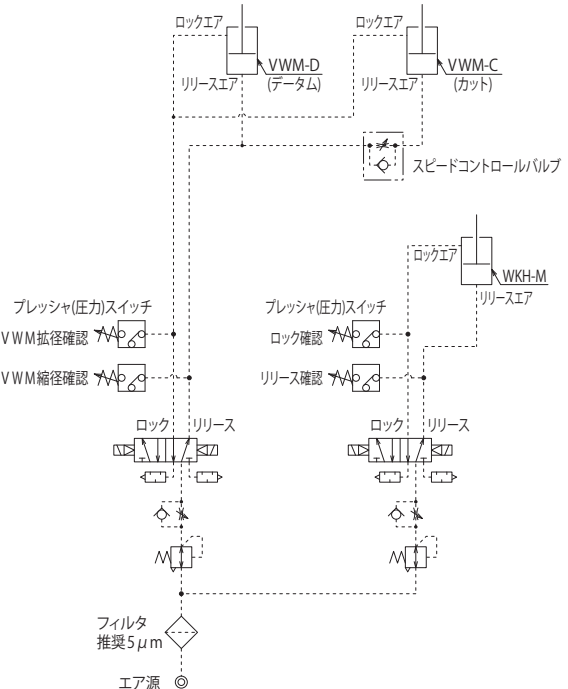 ロックエア
VWM-D
(データム)
リリースエア
ロックエア
VWM-C
(カット)
リリースエア
スピードコントロールバルブ
ロックエア
WKH-M
リリースエア
プレッシャ(圧力)スイッチ
VWM拡径確認
VWM縮径確認
プレッシャ(圧力)スイッチ
ロック確認
リリース確認
ロック リリース
ロック リリース
フィルタ
推奨5μm
エア源